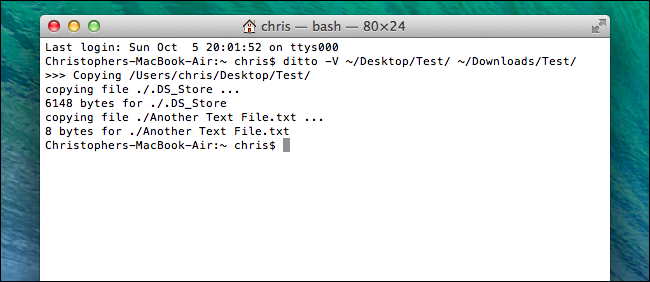 chris — bash — 80×24
Last login: Sun Oct  5 20:01:52 on ttys000
Christophers-MacBook-Air:~ chris$ ditto -V ~/Desktop/Test/ ~/Downloads/Test/
>>> Copying /Users/chris/Desktop/Test/
copying file ./.DS_Store ...
6148 bytes for ./.DS_Store
copying file ./Another Text File.txt ...
8 bytes for ./Another Text File.txt
Christophers-MacBook-Air:~ chris$